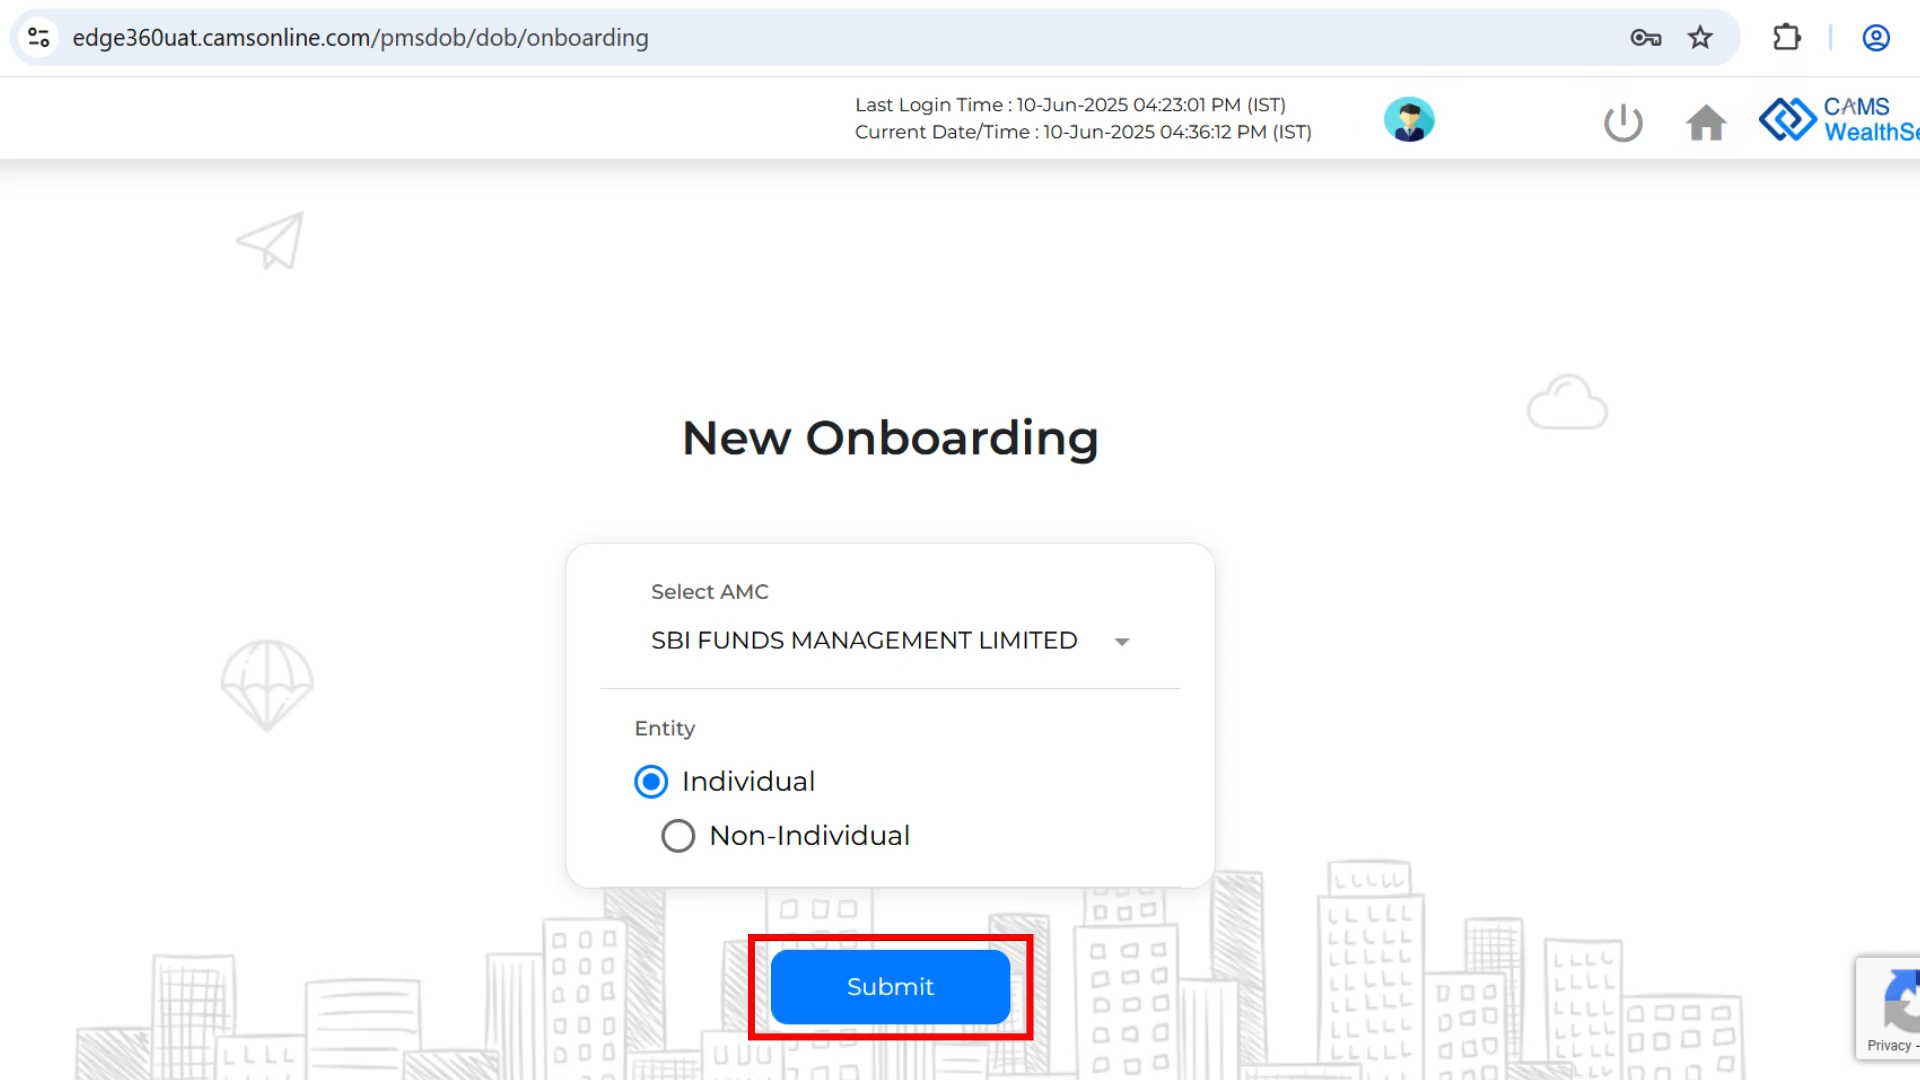 edge360uat.camsonline.com/pmsdob/dob/onboarding
Last Login Time : 10-Jun-2025 04:23:01 PM (IST)
Current Date/Time : 10-Jun-2025 04:36:12 PM (IST)
CAMS
WealthSe
New Onboarding
Select AMC
SBI FUNDS MANAGEMENT LIMITED
Entity
Individual
Non-Individual
Submit
Privacy -